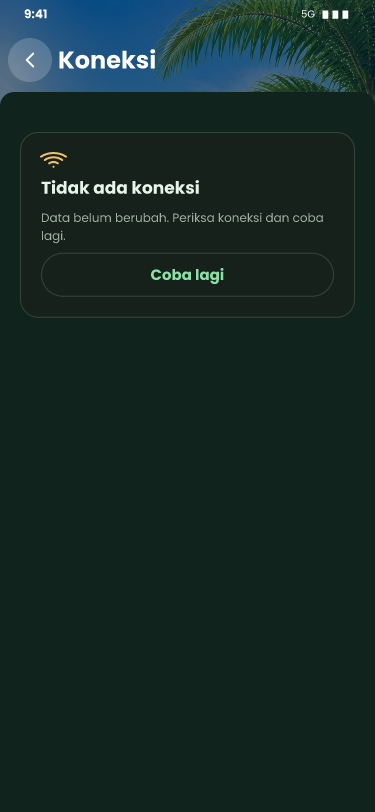 9:41
5G
Koneksi
Tidak ada koneksi
Data belum berubah. Periksa koneksi dan coba
lagi.
Coba lagi